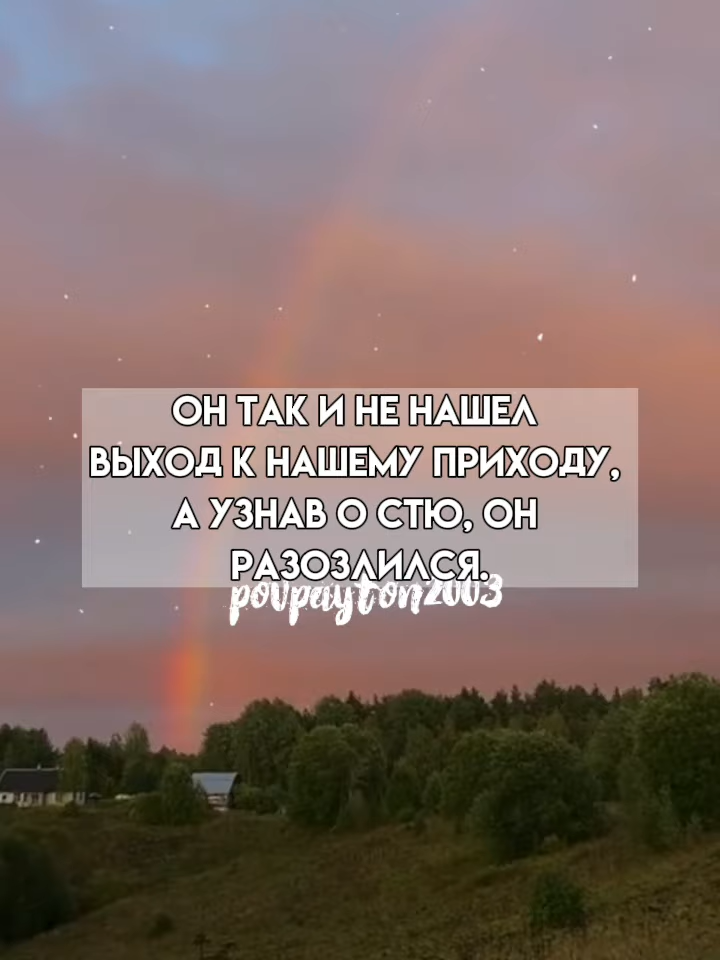 ОН ТАК И НЕ НАШЕЛ
ВЫХОД К НАШЕМУ ПРИХОДУ,
А УЗНАВ О СТЮ, ОН
РАЗОЗЛИЛСЯ.
povpayton2003